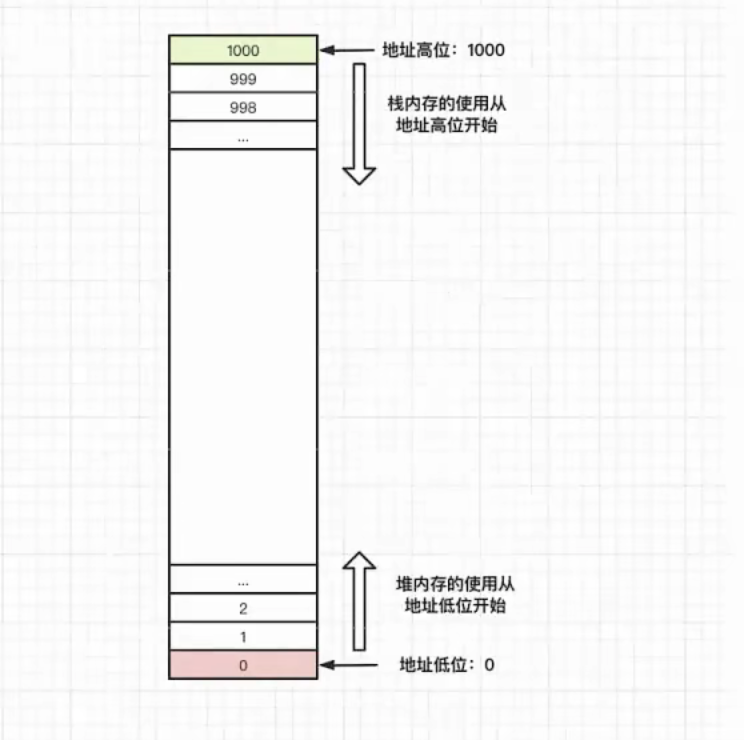 1000
地址高位：1000
999
998
栈内存的使用从
地址高位开始
...
...
堆内存的使用从
地址低位开始
2
1
0
地址低位：0